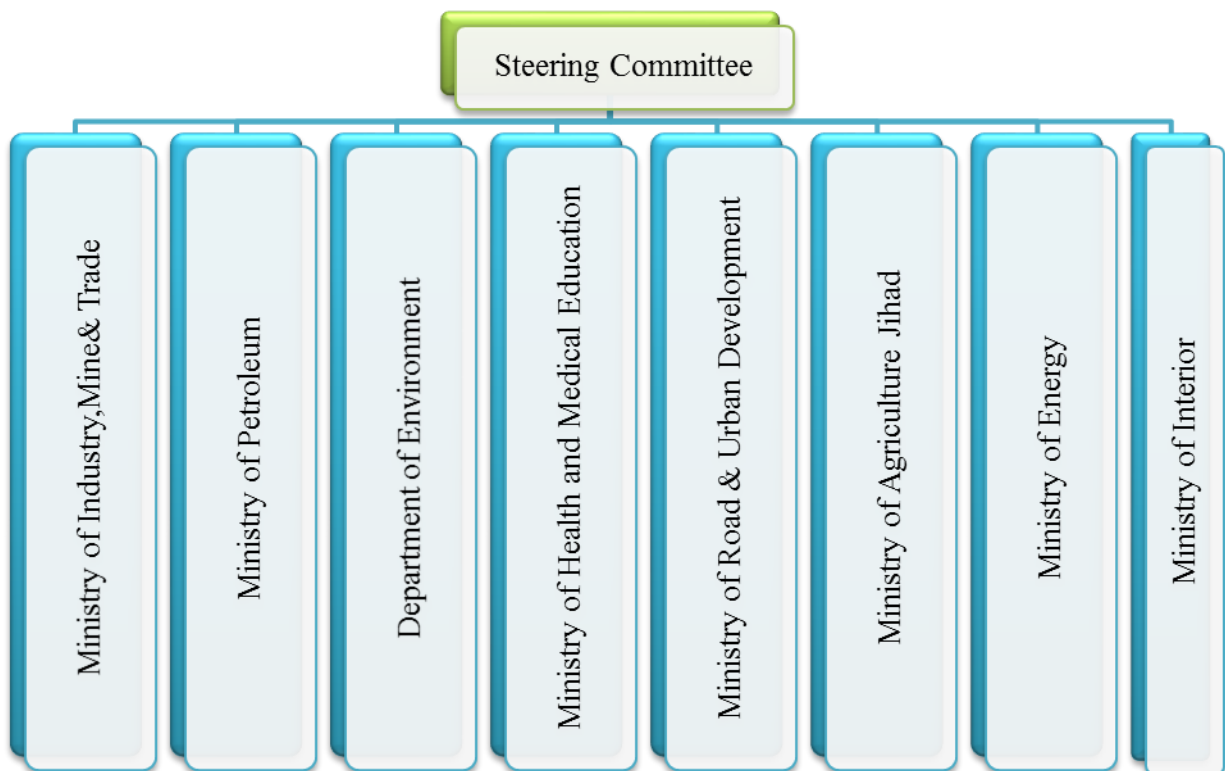 Steering Committee
Ministry of Industry,Mine& Trade
Ministry of Petroleum
Department of Environment
Ministry of Health and Medical Education
Ministry of Road & Urban Development
Ministry of Agriculture Jihad
Ministry of Energy
Ministry of Interior